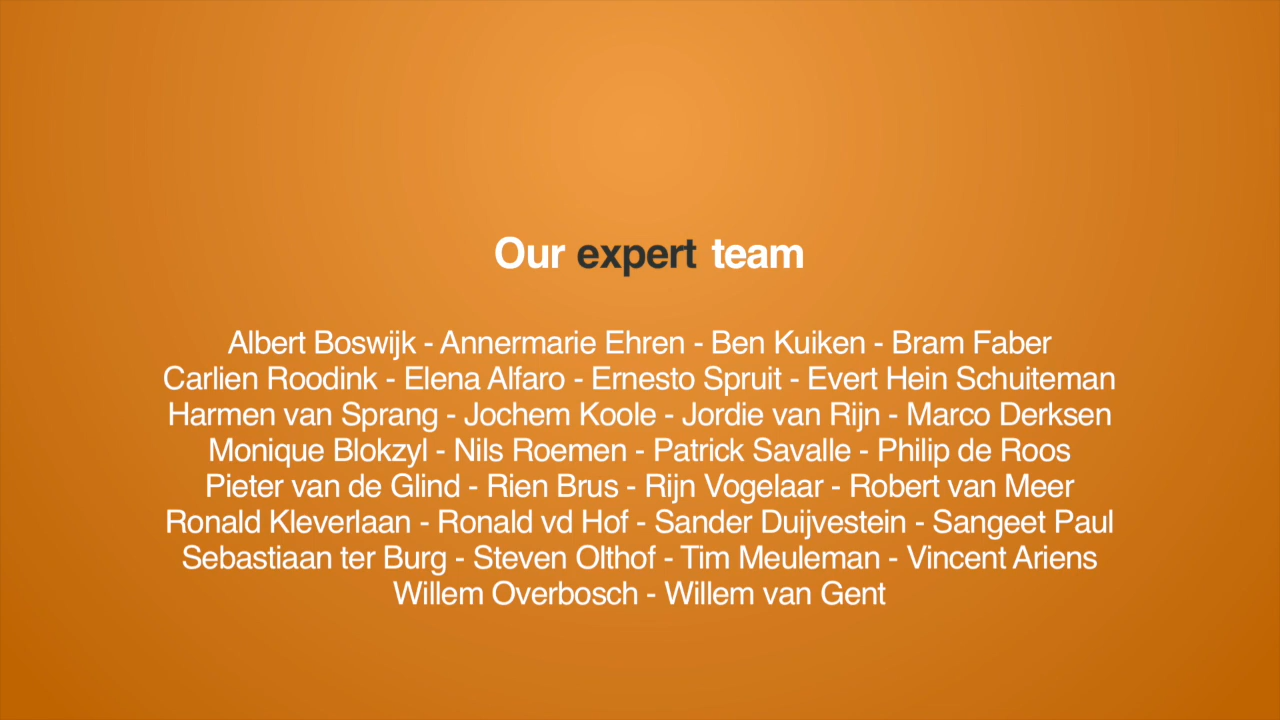 Our expert team
Albert Boswijk - Annermarie Ehren - Ben Kuiken - Bram Faber
Carlien Roodink - Elena Alfaro - Ernesto Spruit - Evert Hein Schuiteman
Harmen van Sprang - Jochem Koole - Jordie van Rijn - Marco Derksen
Monique Blokzyl - Nils Roemen - Patrick Savalle - Philip de Roos
Pieter van de Glind - Rien Brus - Rijn Vogelaar - Robert van Meer
Ronald Kleverlaan - Ronald vd Hof - Sander Duijvestein - Sangeet Paul
Sebastiaan ter Burg - Steven Olthof - Tim Meuleman - Vincent Ariens
Willem Overbosch - Willem van Gent